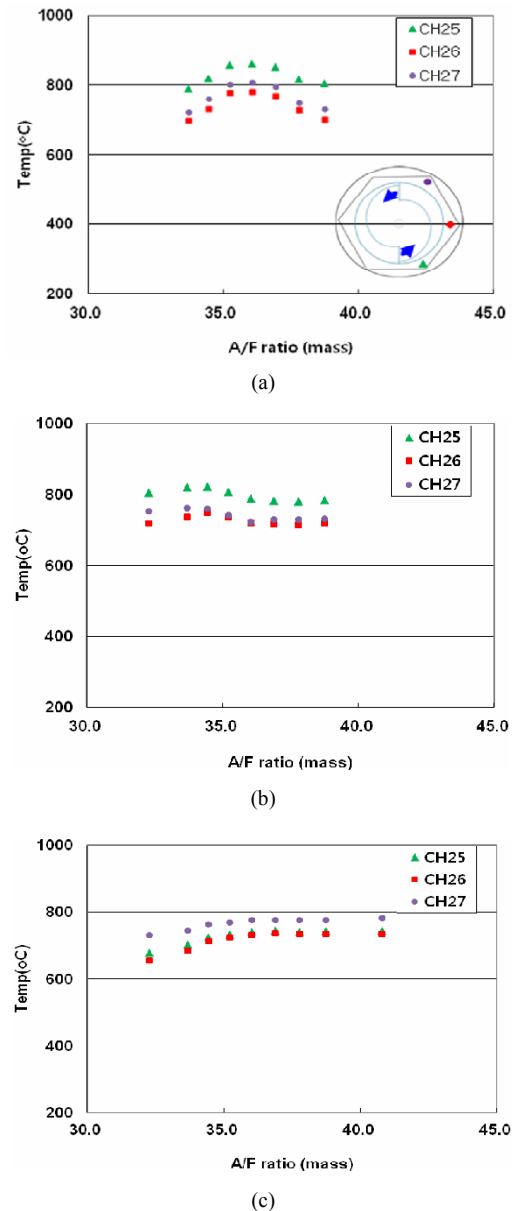 1000
CH25
CH26
CH27
800
600
400
200
Temp(°C)
30.0 35.0 40.0 45.0
A/F ratio (mass)
(a)
1000
CH25
CH26
CH27
800
600
400
200
Temp(oC)
30.0 35.0 40.0 45.0
A/F ratio (mass)
(b)
1000
CH25
CH26
CH27
800
600
400
200
Temp(oC)
30.0 35.0 40.0 45.0
A/F ratio (mass)
(c)